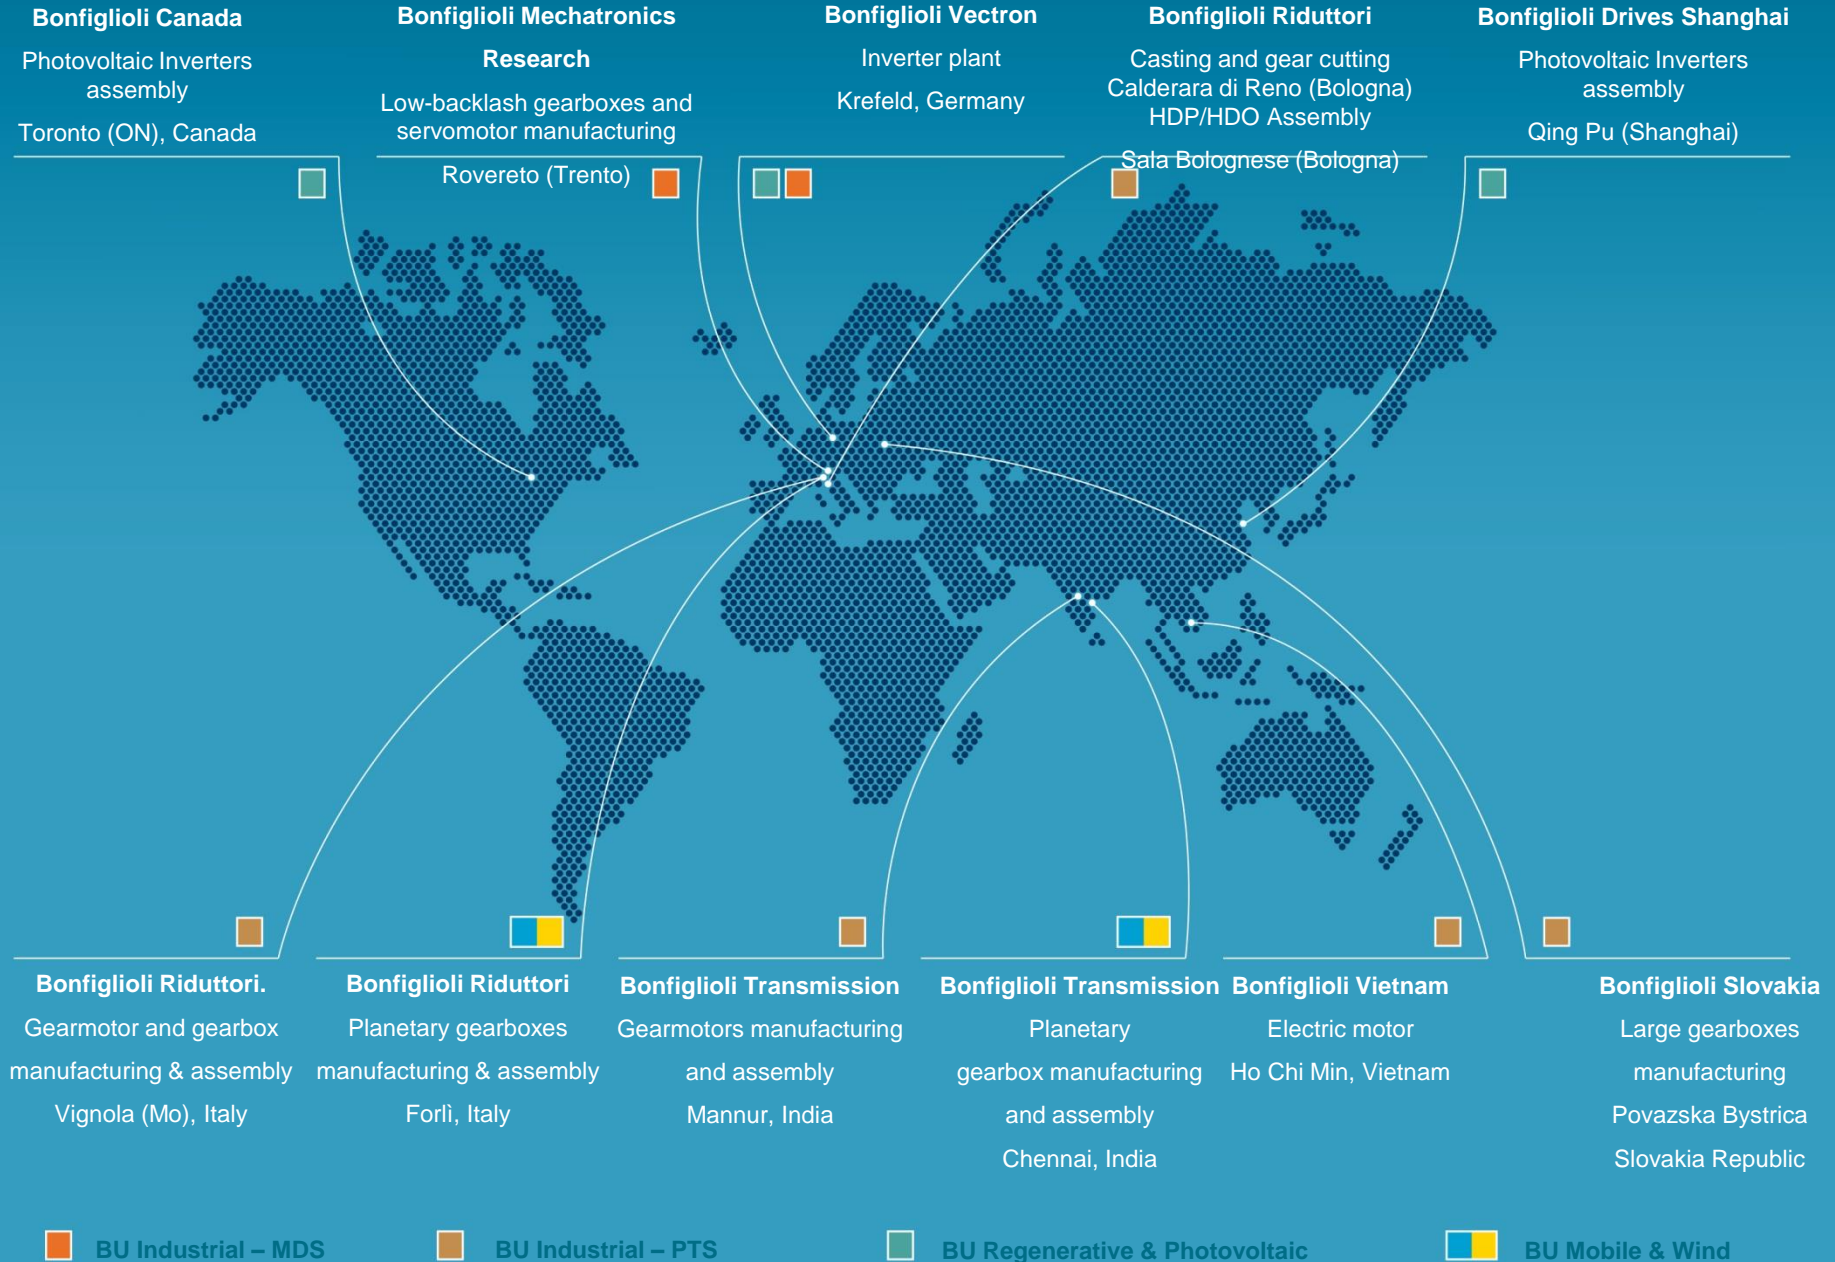 Bonfiglioli Canada
Photovoltaic Inverters
assembly
Toronto (ON), Canada
Bonfiglioli Mechatronics
Research
Low-backlash gearboxes and
servomotor manufacturing
Rovereto (Trento)
Bonfiglioli Vectron
Inverter plant
Krefeld, Germany
Bonfiglioli Riduttori
Casting and gear cutting
Calderara di Reno (Bologna)
HDP/HDO Assembly
Sala Bolognese (Bologna)
Bonfiglioli Drives Shanghai
Photovoltaic Inverters
assembly
Qing Pu (Shanghai)
Bonfiglioli Riduttori.
Gearmotor and gearbox
manufacturing & assembly
Vignola (Mo), Italy
Bonfiglioli Riduttori
Planetary gearboxes
manufacturing & assembly
Forlì, Italy
Bonfiglioli Transmission
Gearmotors manufacturing
and assembly
Mannur, India
Bonfiglioli Transmission
Planetary
gearbox manufacturing
and assembly
Chennai, India
Bonfiglioli Vietnam
Electric motor
Ho Chi Min, Vietnam
Bonfiglioli Slovakia
Large gearboxes
manufacturing
Povazska Bystrica
Slovakia Republic
BU Industrial – MDS
BU Industrial – PTS
BU Regenerative & Photovoltaic
BU Mobile & Wind